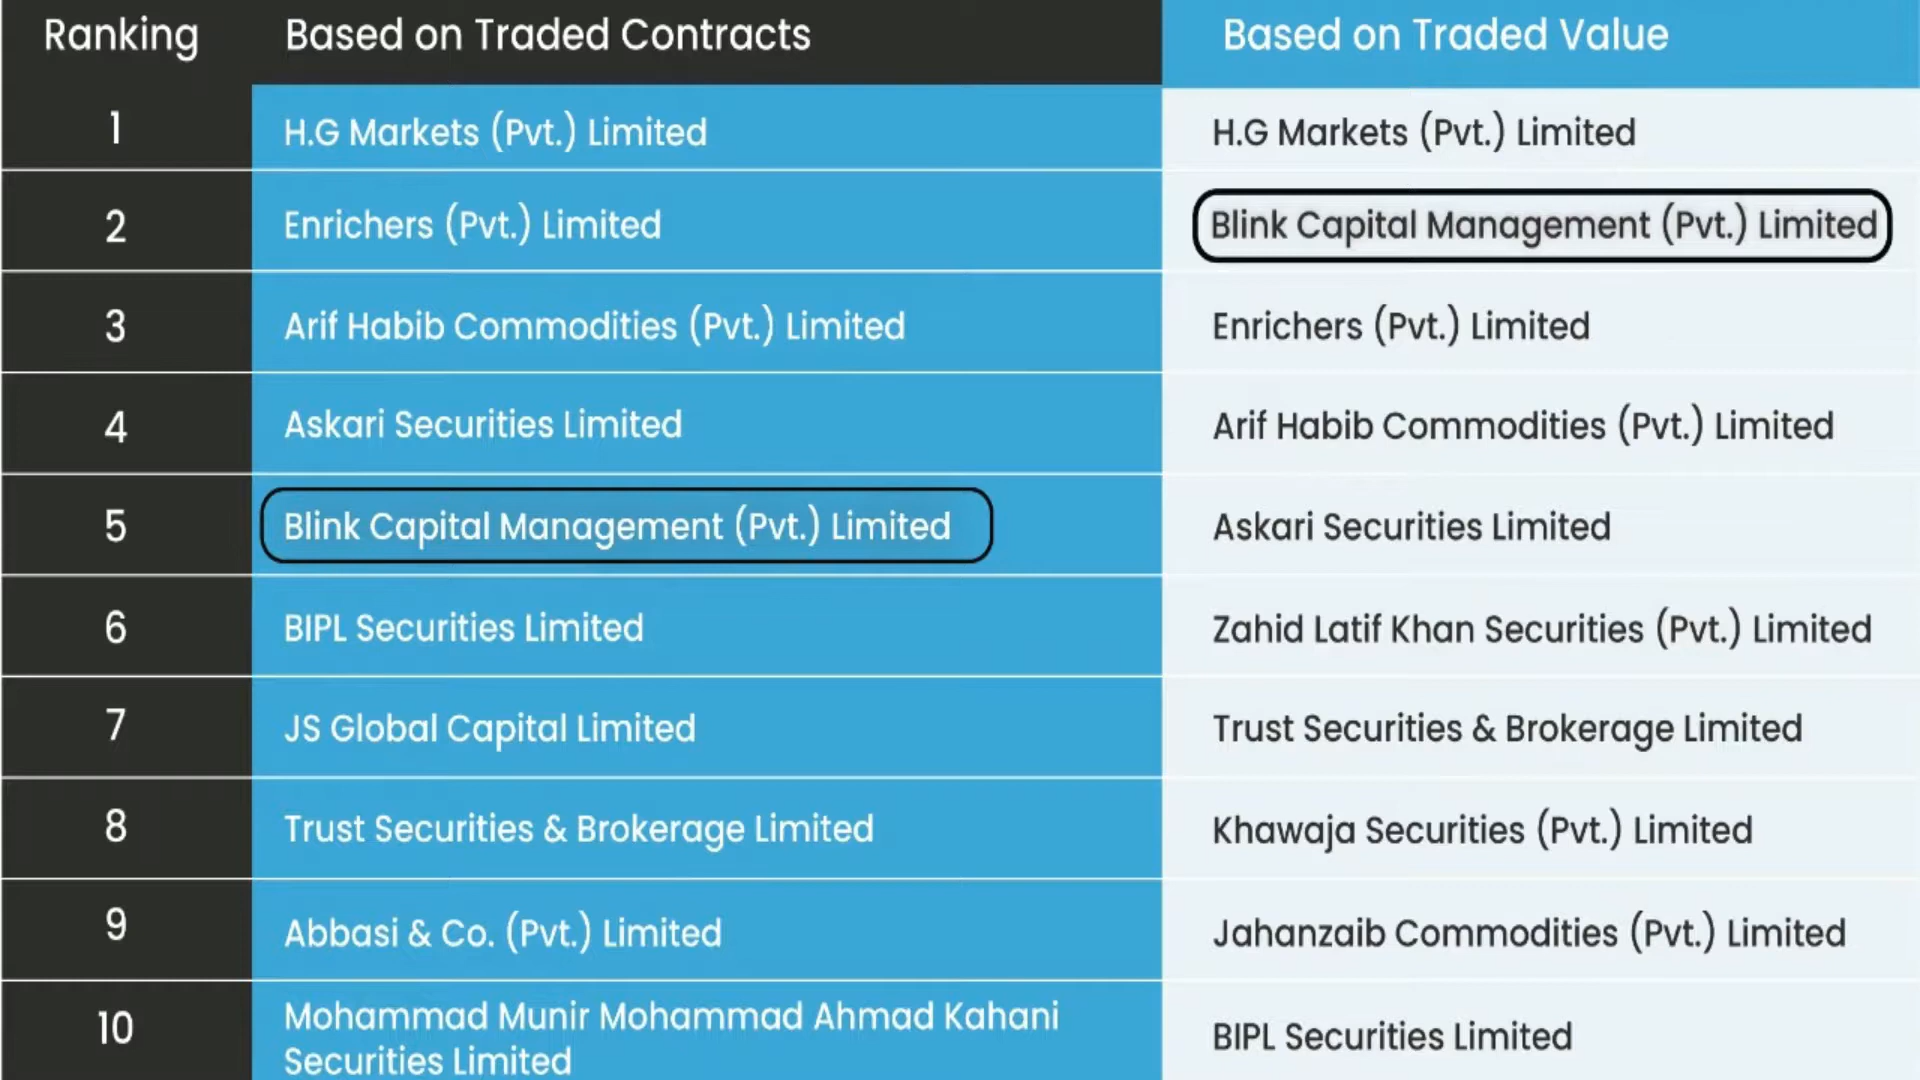 Ranking Based on Traded Contracts Based on Traded Value
1 H.G Markets (Pvt.) Limited H.G Markets (Pvt.) Limited
2 Enrichers (Pvt.) Limited Blink Capital Management (Pvt.) Limited
3 Arif Habib Commodities (Pvt.) Limited Enrichers (Pvt.) Limited
4 Askari Securities Limited Arif Habib Commodities (Pvt.) Limited
5 Blink Capital Management (Pvt.) Limited Askari Securities Limited
6 BIPL Securities Limited Zahid Latif Khan Securities (Pvt.) Limited
7 JS Global Capital Limited Trust Securities & Brokerage Limited
8 Trust Securities & Brokerage Limited Khawaja Securities (Pvt.) Limited
9 Abbasi & Co. (Pvt.) Limited Jahanzaib Commodities (Pvt.) Limited
10 Mohammad Munir Mohammad Ahmad Kahani
Securities Limited BIPL Securities Limited